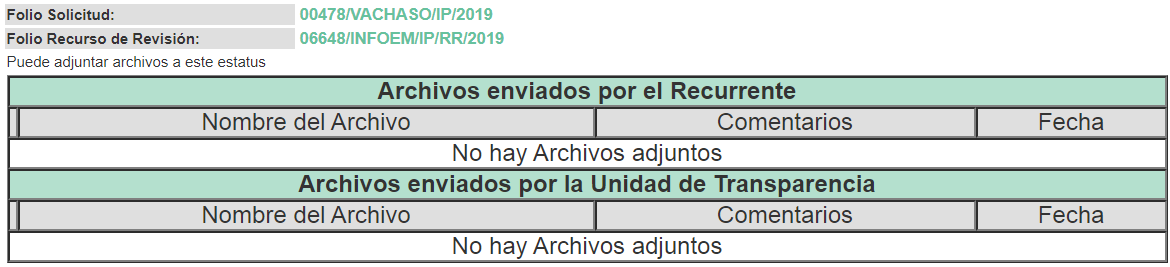 Folio Solicitud: 00478/VACHASO/IP/2019
Folio Recurso de Revisión: 06648/INFOEM/IP/RR/2019
Puede adjuntar archivos a este estatus
Archivos enviados por el Recurrente
Nombre del Archivo Comentarios Fecha
No hay Archivos adjuntos
Archivos enviados por la Unidad de Transparencia
Nombre del Archivo Comentarios Fecha
No hay Archivos adjuntos